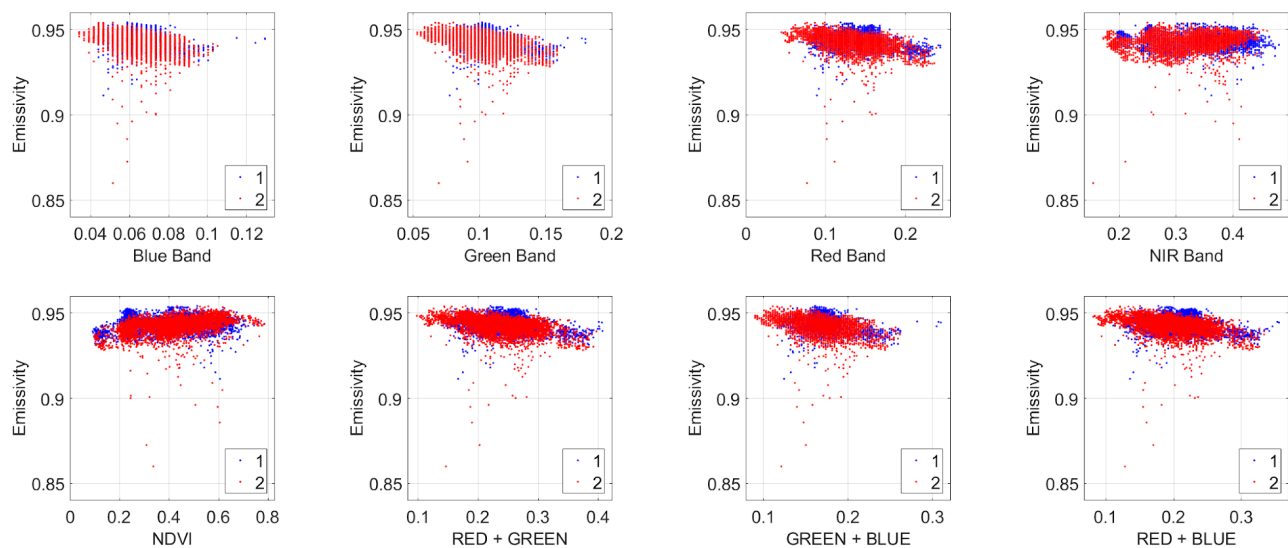 Emissivity
0.95
0.9
0.85
1
2
0.04 0.06 0.08 0.1 0.12
Blue Band
Emissivity
0.95
0.9
0.85
1
2
0.05 0.1 0.15 0.2
Green Band
Emissivity
0.95
0.9
0.85
1
2
0 0.1 0.2
Red Band
Emissivity
0.95
0.9
0.85
1
2
0.2 0.3 0.4
NIR Band
Emissivity
0.95
0.9
0.85
1
2
0 0.2 0.4 0.6 0.8
NDVI
Emissivity
0.95
0.9
0.85
1
2
0.1 0.2 0.3 0.4
RED + GREEN
Emissivity
0.95
0.9
0.85
1
2
0.1 0.2 0.3
GREEN + BLUE
Emissivity
0.95
0.9
0.85
1
2
0.1 0.2 0.3
RED + BLUE